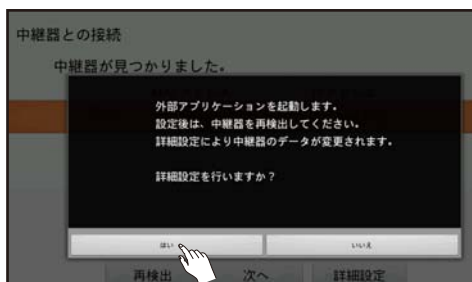 中継器との接続
中継器が見つかりました。
外部アプリケーションを起動します。
設定後は、中継器を再検出してください。
詳細設定により中継器のデータが変更されます。
詳細設定を行いますか？
はい
いいえ
再検出
次へ
詳細設定